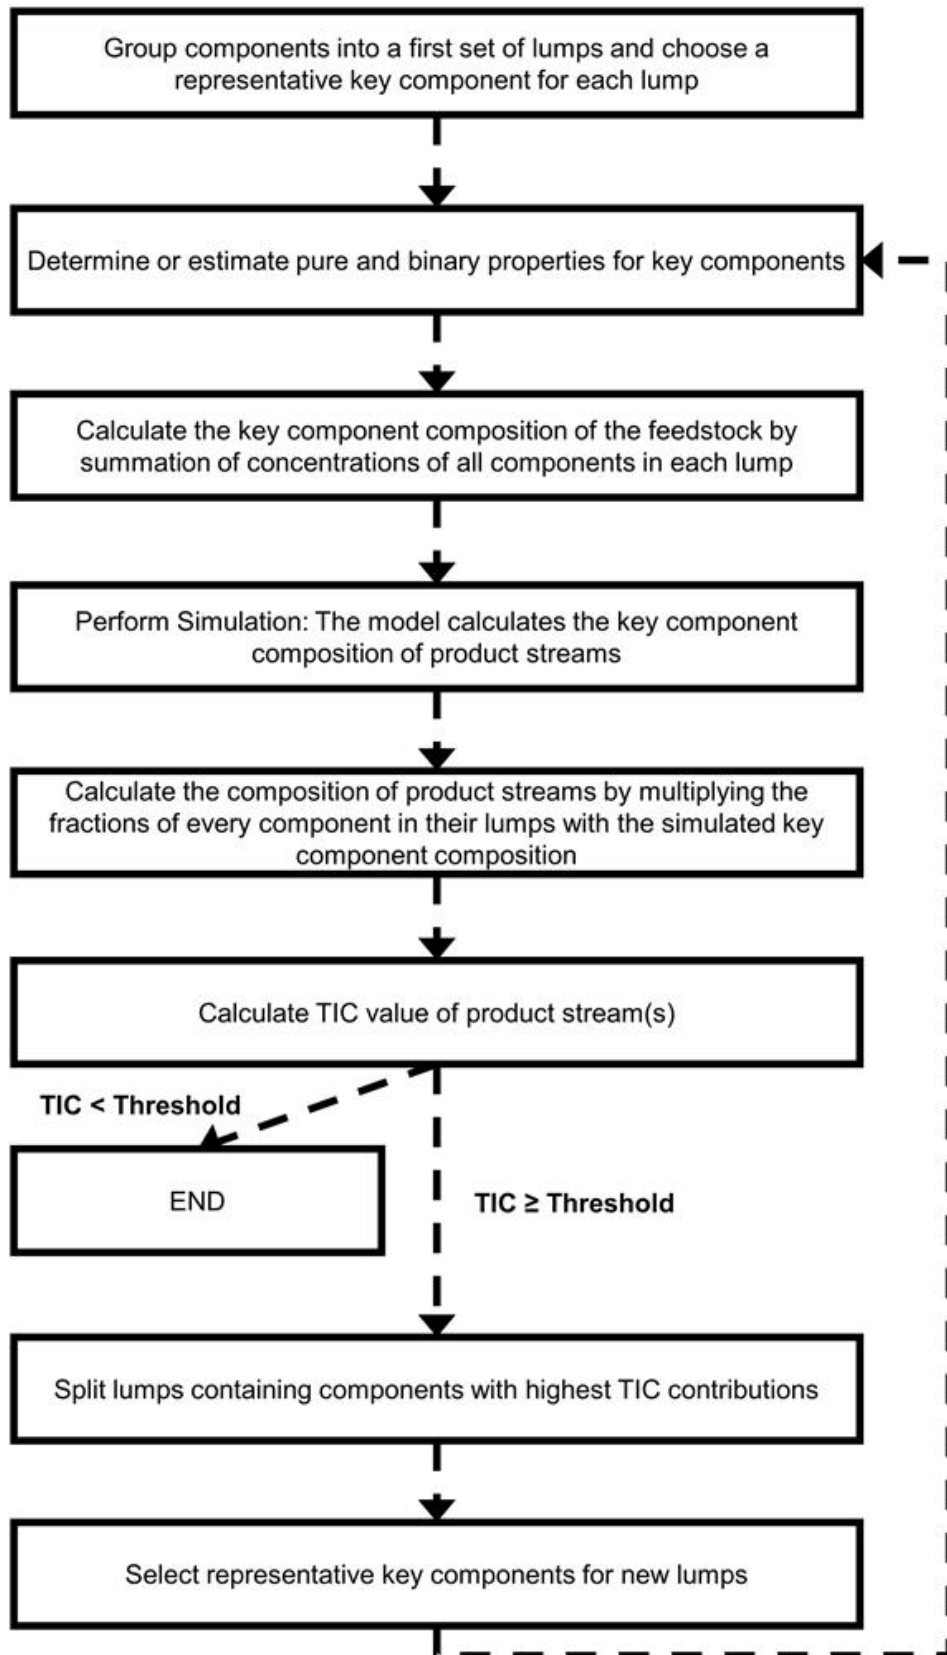 Group components into a first set of lumps and choose a
representative key component for each lump
Determine or estimate pure and binary properties for key components
Calculate the key component composition of the feedstock by
summation of concentrations of all components in each lump
Perform Simulation: The model calculates the key component
composition of product streams
Calculate the composition of product streams by multiplying the
fractions of every component in their lumps with the simulated key
component composition
Calculate TIC value of product stream(s)
TIC < Threshold
END
TIC ≥ Threshold
Split lumps containing components with highest TIC contributions
Select representative key components for new lumps